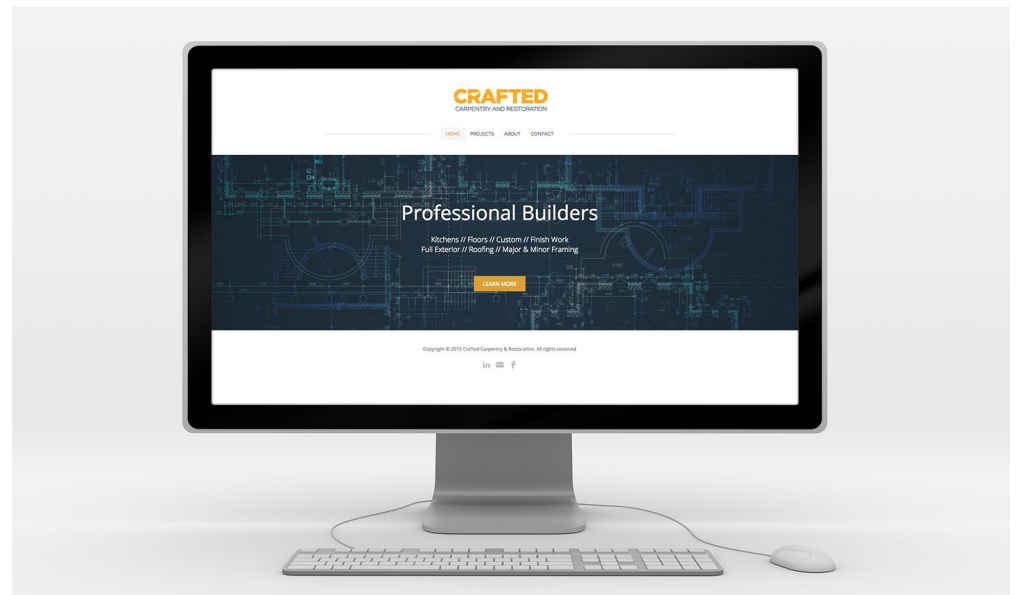 CRAFTED
CARPENTRY AND RESTORATION
HOME PROJECTS ABOUT CONTACT
Professional Builders
Kitchens // Floors // Custom // Finish Work
Full Exterior // Roofing // Major & Minor Framing
LEARN MORE
Copyright © 2015 Crafted Carpentry & Restoration. All rights reserved
in f